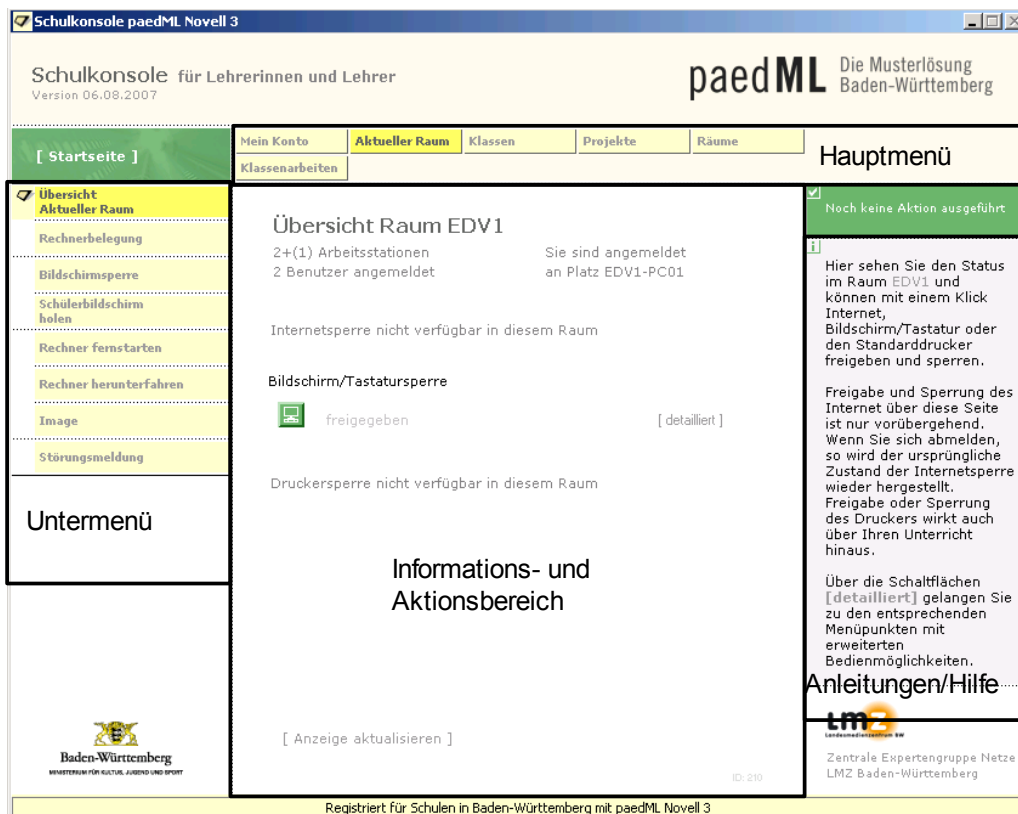 Schulkonsole paedML Novell 3
Schulkonsole für Lehrerinnen und Lehrer
Version 06.08.2007
paedML Die Musterlösung
Baden-Württemberg
[ Startseite ]
Mein Konto
Aktueller Raum
Klassen
Projekte
Räume
Klassenarbeiten
Hauptmenü
Übersicht
Aktueller Raum
Rechnerbelegung
Bildschirmsperre
Schülerbildschirm
holen
Rechner fernstarten
Rechner herunterfahren
Image
Störungsmeldung
Untermenü
Baden-Württemberg
MINISTERIUM FÜR KULTUS, JUGEND UND SPORT
Übersicht Raum EDV1
2+(1) Arbeitsstationen
2 Benutzer angemeldet
Sie sind angemeldet
an Platz EDV1-PC01
Internetsperre nicht verfügbar in diesem Raum
Bildschirm/Tastatursperre
freigegeben
[ detailliert ]
Druckersperre nicht verfügbar in diesem Raum
Informations- und
Aktionsbereich
[ Anzeige aktualisieren ]
ID: 210
Noch keine Aktion ausgeführt
Hier sehen Sie den Status
im Raum EDV1 und
können mit einem Klick
Internet,
Bildschirm/Tastatur oder
den Standarddrucker
freigeben und sperren.
Freigabe und Sperrung des
Internet über diese Seite
ist nur vorübergehend.
Wenn Sie sich abmelden,
so wird der ursprüngliche
Zustand der Internetsperre
wieder hergestellt.
Freigabe oder Sperrung
des Druckers wirkt auch
über Ihren Unterricht
hinaus.
Über die Schaltflächen
[detailliert] gelangen Sie
zu den entsprechenden
Menüpunkten mit
erweiterten
Bedienmöglichkeiten.
Anleitungen/Hilfe
LMZ
Landesmedienzentrum BW
Zentrale Expertengruppe Netze
LMZ Baden-Württemberg
Registriert für Schulen in Baden-Württemberg mit paedML Novell 3